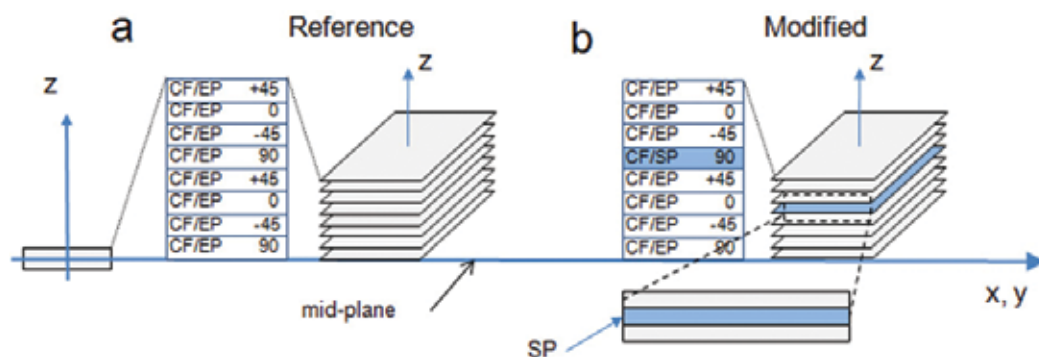 a Reference
z
z
CF/EP +45
CF/EP 0
CF/EP -45
CF/EP 90
CF/EP +45
CF/EP 0
CF/EP -45
CF/EP 90
mid-plane
b Modified
z
CF/EP +45
CF/EP 0
CF/EP -45
CF/SP 90
CF/EP +45
CF/EP 0
CF/EP -45
CF/EP 90
x, y
SP